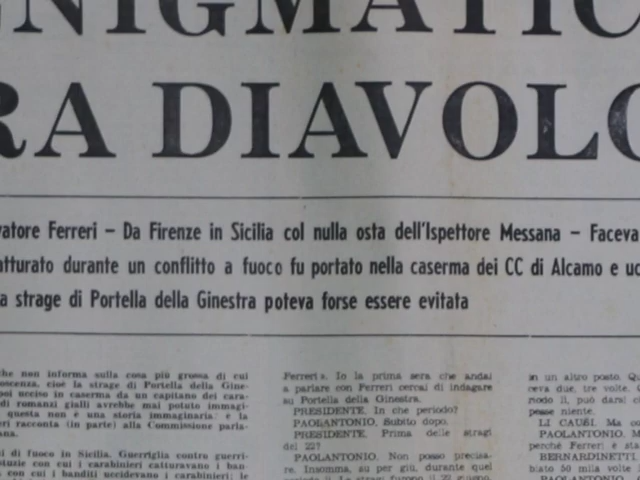 ENIGMATIC
RA DIAVOLO
vatore Ferreri – Da Firenze in Sicilia col nulla osta dell'Ispettore Messana – Faceva
atturato durante un conflitto a fuoco fu portato nella caserma dei CC di Alcamo e uc
a strage di Portella della Ginestra poteva forse essere evitata
che non informa sulla cosa più grossa di cui
oscenza, cioè la strage di Portella della Gine-
poi ucciso in caserma da un capitano dei cara-
di romanzi gialli avrebbe mai potuto immagi-
questa non è una storia immaginaria: e la
eri racconta (in parte) alla Commissione parla-
ana.
i di fuoco in Sicilia. Guerriglia contro guerri-
stuzie con cui i carabinieri catturavano i ban-
con cui i banditi uccidevano i carabinieri: le
Ferreri». Io la prima sera che andai
a parlare con Ferreri cercai di indagare
su Portella della Ginestra.
PRESIDENTE. In che periodo?
PAOLANTONIO. Subito dopo.
PRESIDENTE. Prima delle stragi
del 22?
PAOLANTONIO. Non posso precisa-
re. Insomma, su per giù, durante quel
in un altro posto. Qu
ceva due, tre volte.
riodo lì, può darsi c
pesse niente.
LI CAUSI. Ma co
PAOLANTONIO. M
perché Ferreri è sta
BERNARDINETTI.
biato 50 mila volte